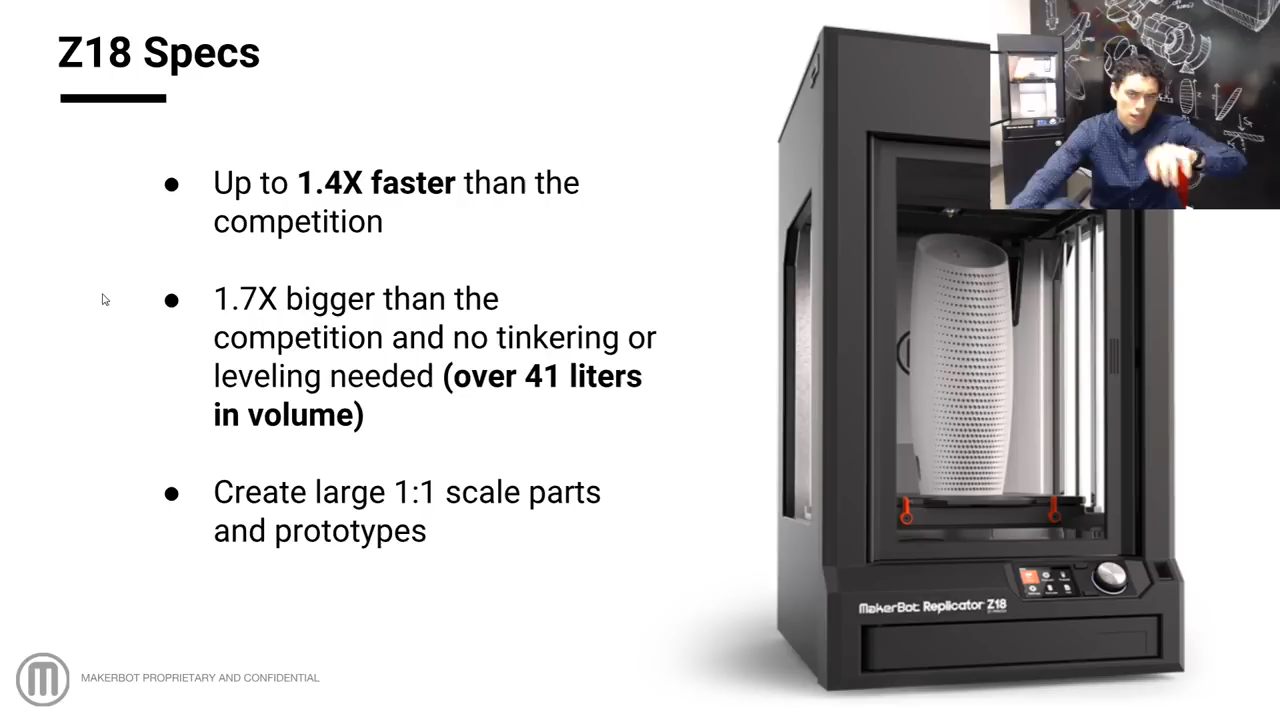 Z18 Specs
● Up to 1.4X faster than the
competition
● 1.7X bigger than the
competition and no tinkering or
leveling needed (over 41 liters
in volume)
● Create large 1:1 scale parts
and prototypes
MakerBot Replicator Z18
MAKERBOT PROPRIETARY AND CONFIDENTIAL